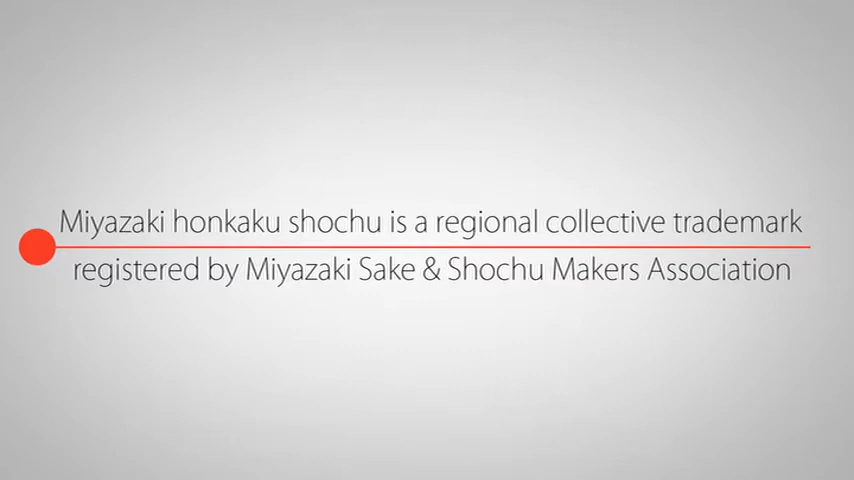 Miyazaki honkaku shochu is a regional collective trademark
registered by Miyazaki Sake & Shochu Makers Association